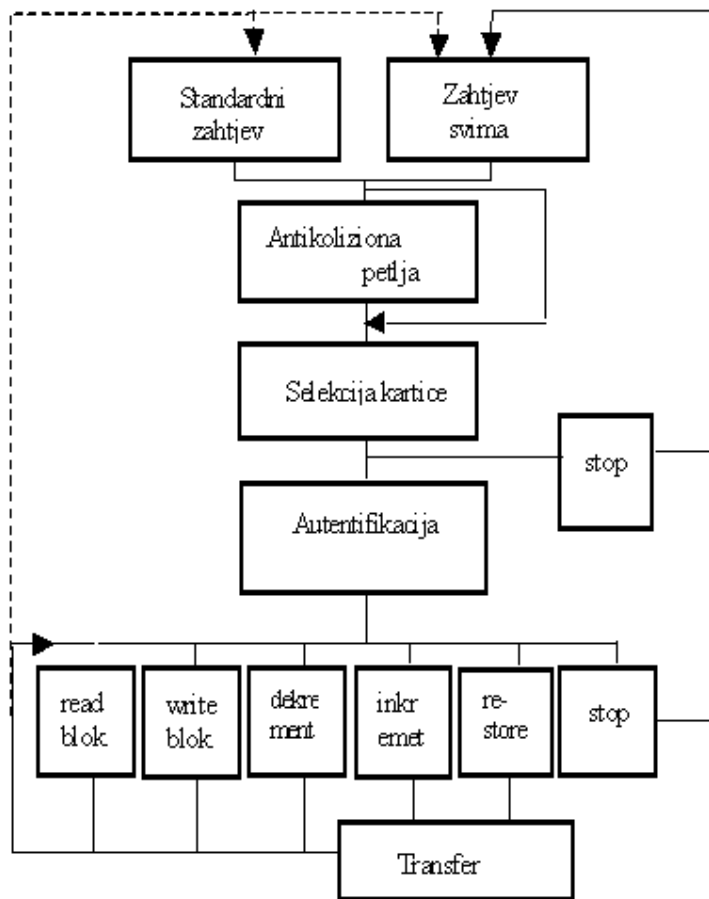 Standardni
zahtjev
Zahtjev
svima
Antikoliziona
petlja
Selekcija kartice
stop
Autentifikacija
read
blok.
write
blok.
dekre
ment
inkr
emet
re-
store
stop
Transfer